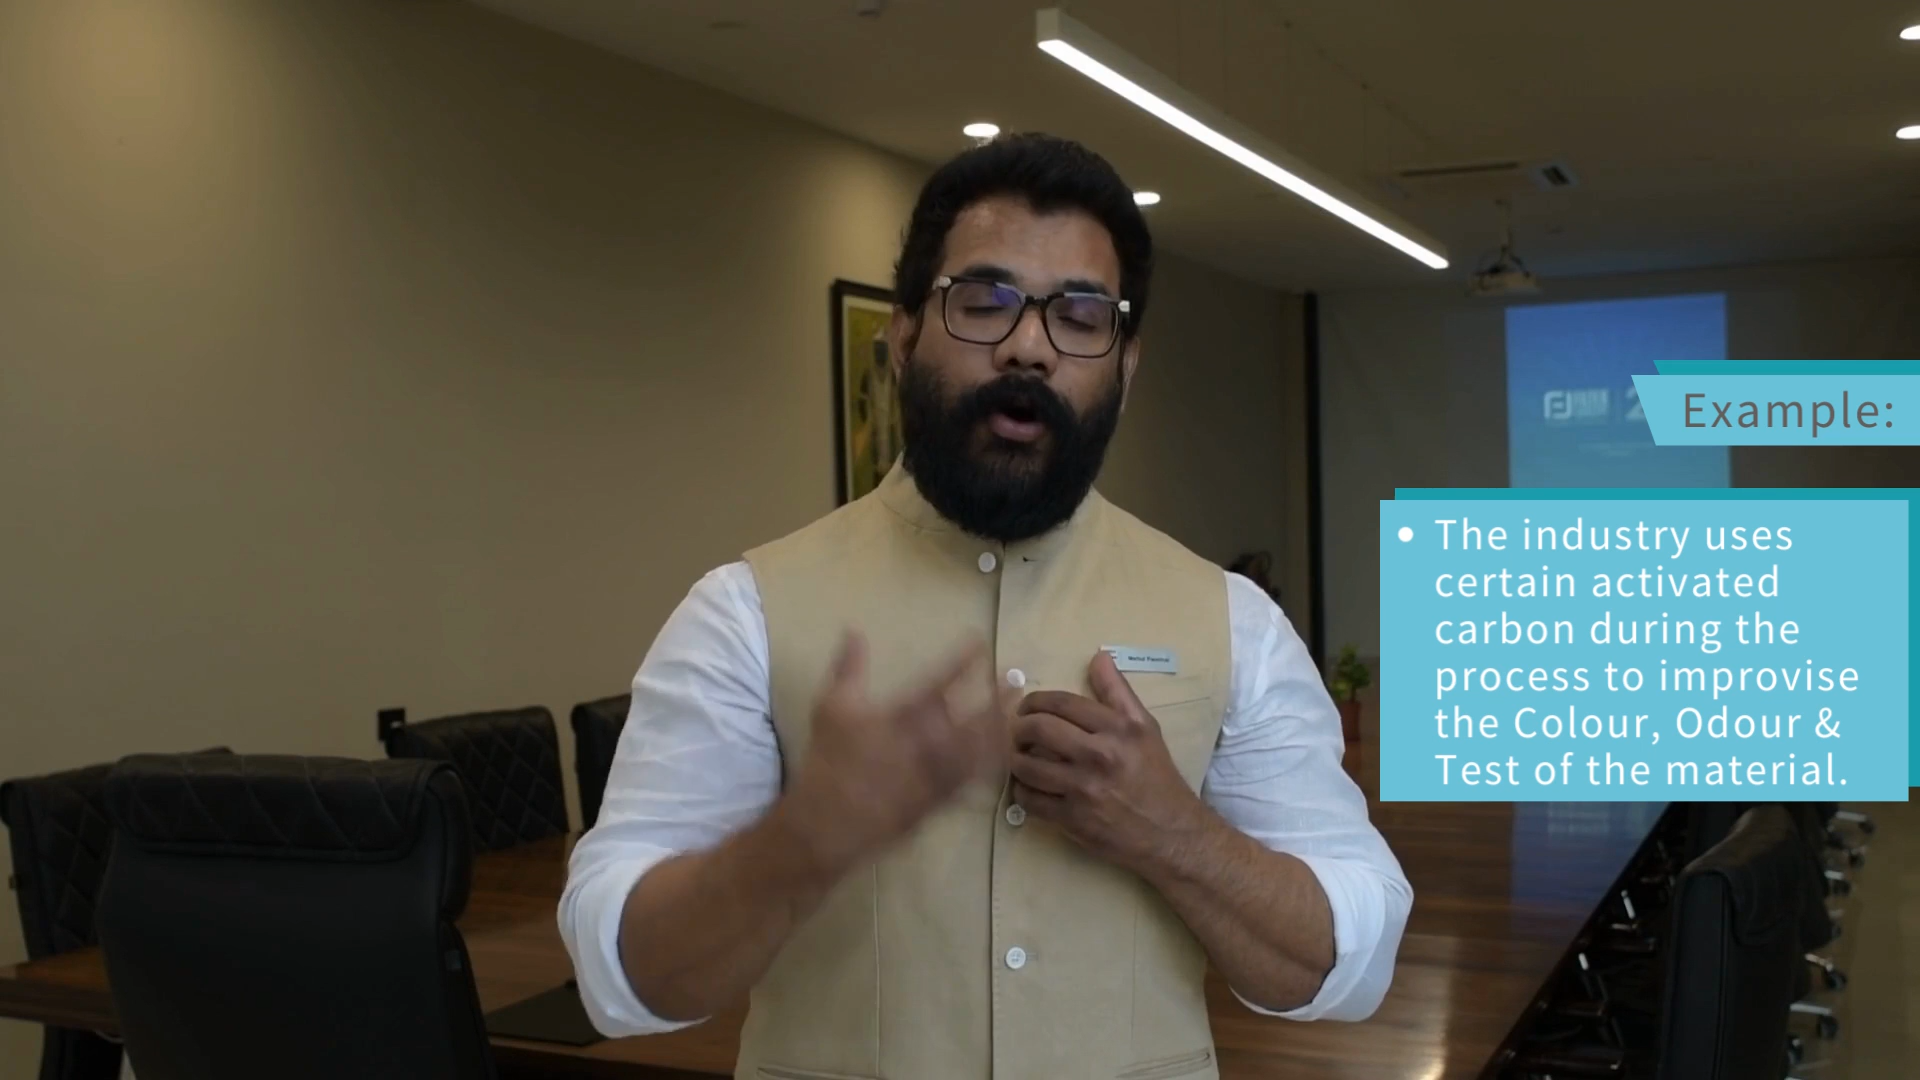 Example:
• The industry uses
certain activated
carbon during the
process to improvise
the Colour, Odour &
Test of the material.